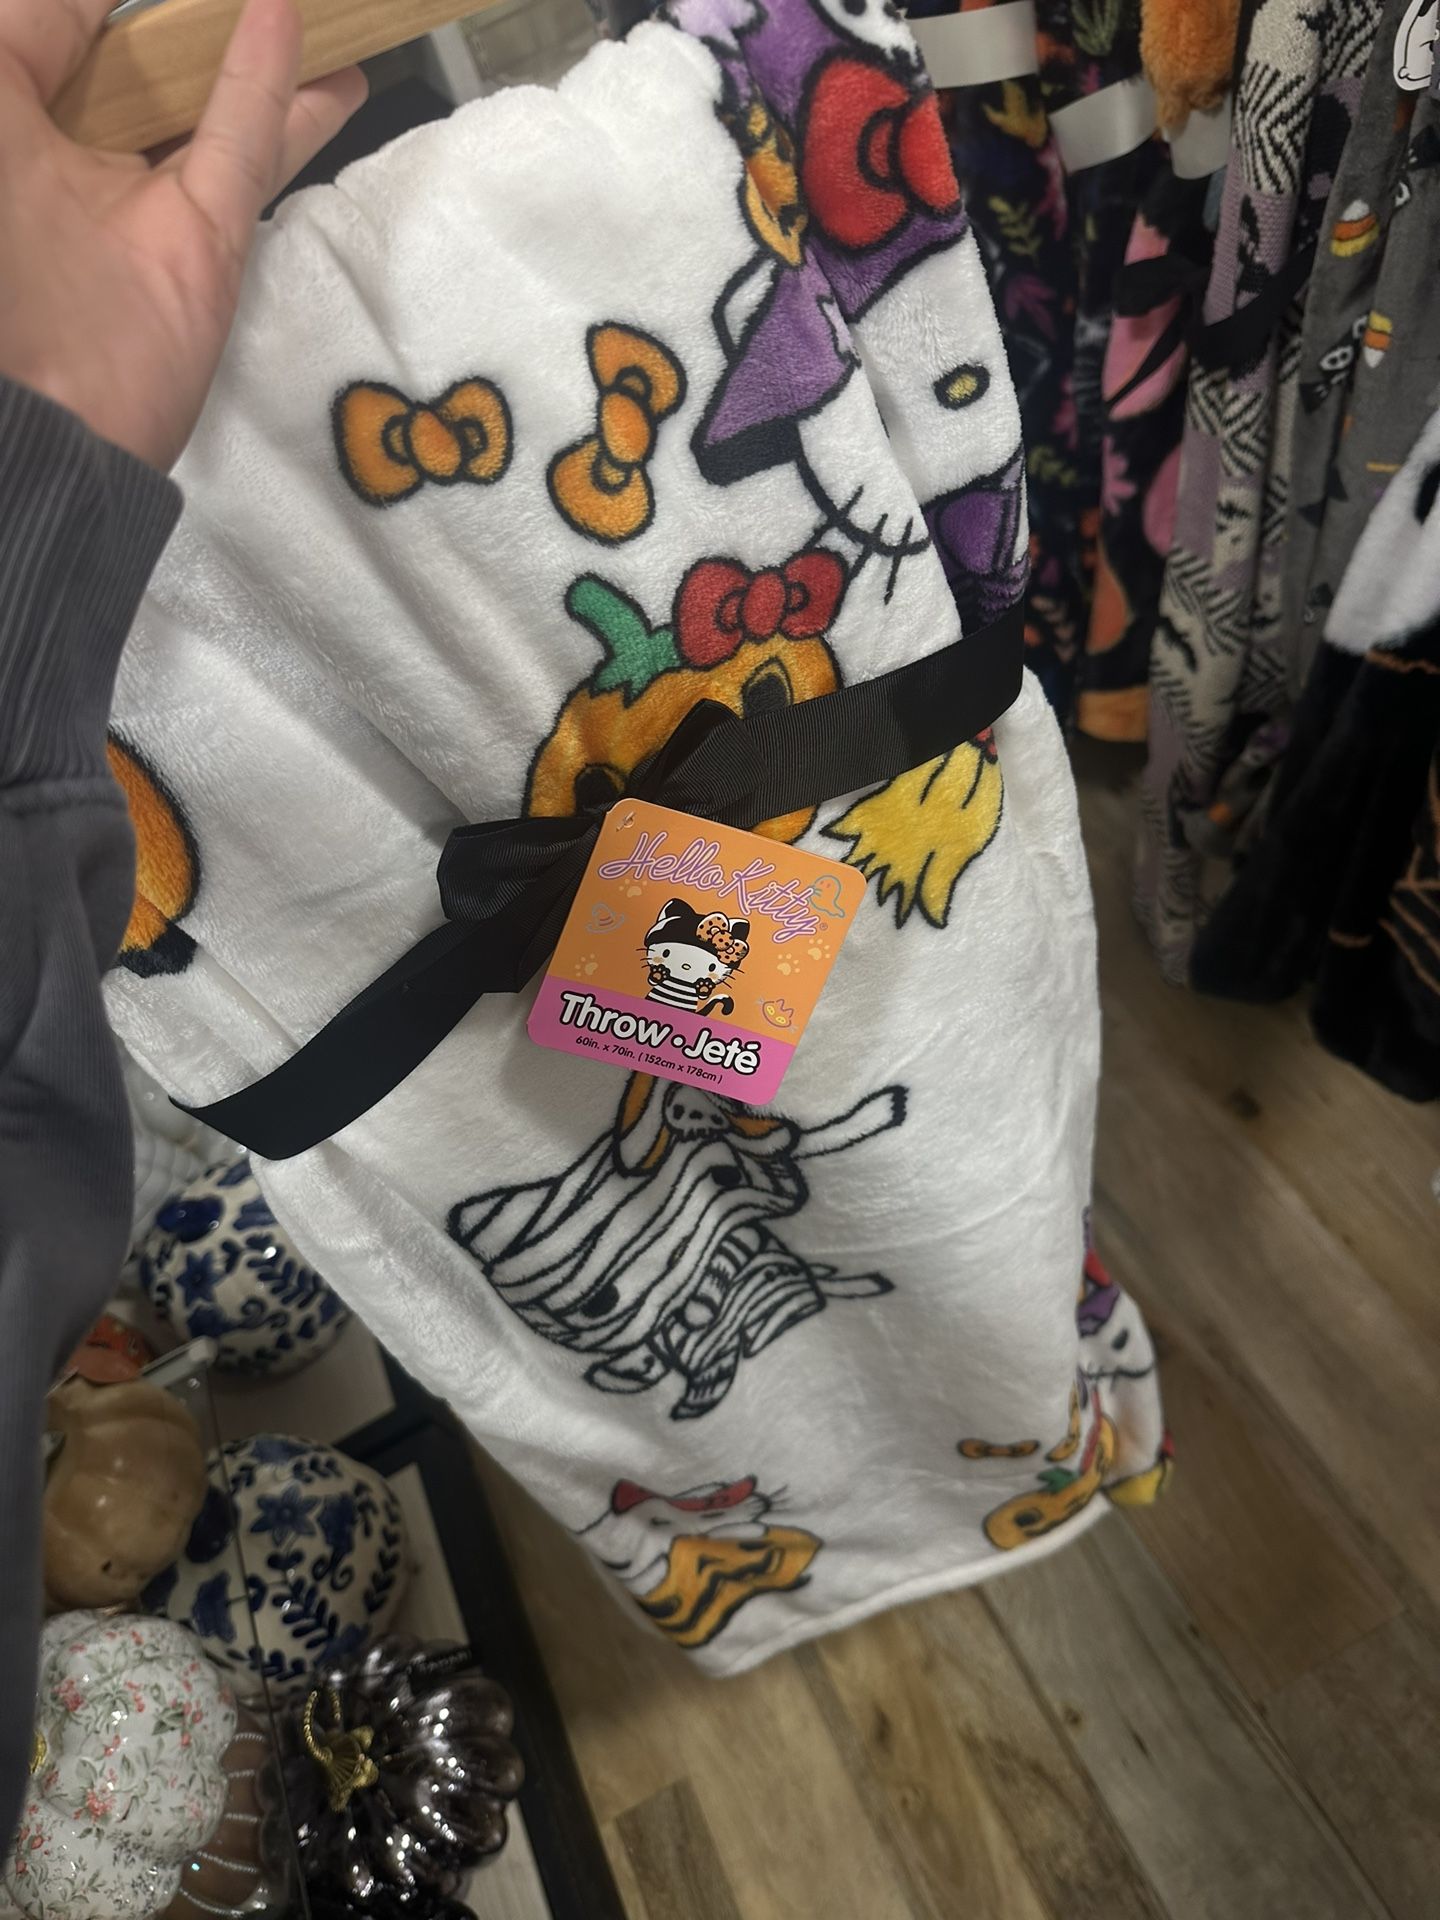 Hello Kitty®
Throw • Jeté
60in. x 70in. ( 152cm x 178cm )